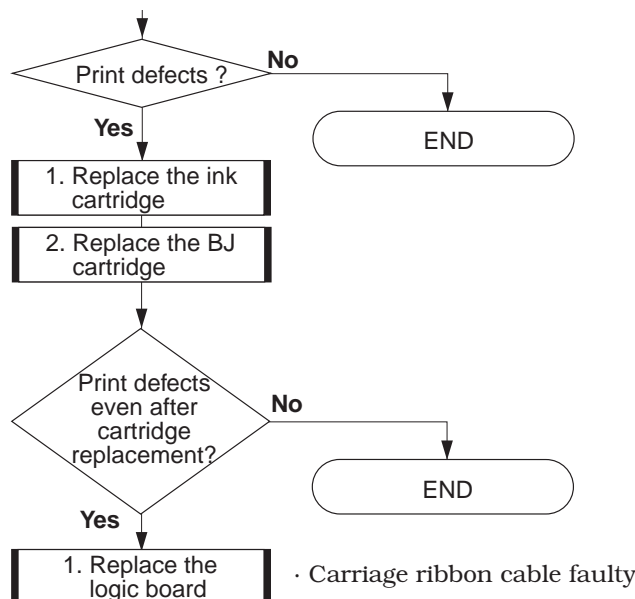 Print defects ?
No
Yes
END
1. Replace the ink
cartridge
2. Replace the BJ
cartridge
Print defects
even after
cartridge
replacement?
No
Yes
END
1. Replace the
logic board
· Carriage ribbon cable faulty